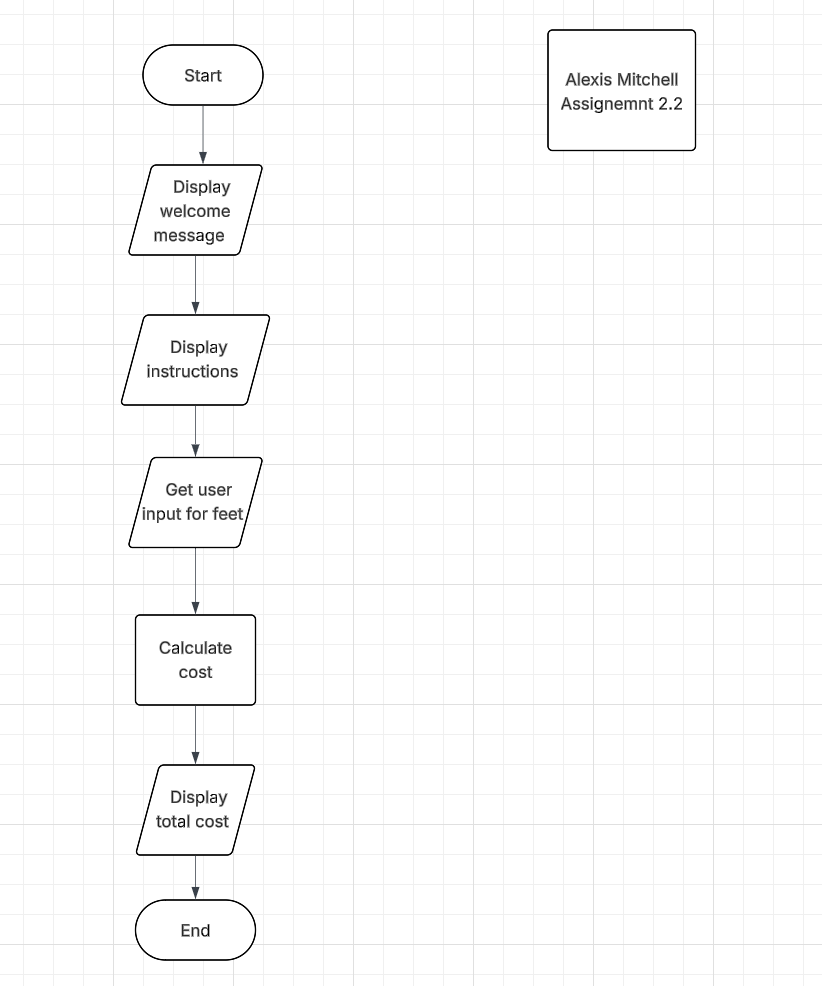 Start
Alexis Mitchell
Assignemnt 2.2
Display
welcome
message
Display
instructions
Get user
input for feet
Calculate
cost
Display
total cost
End